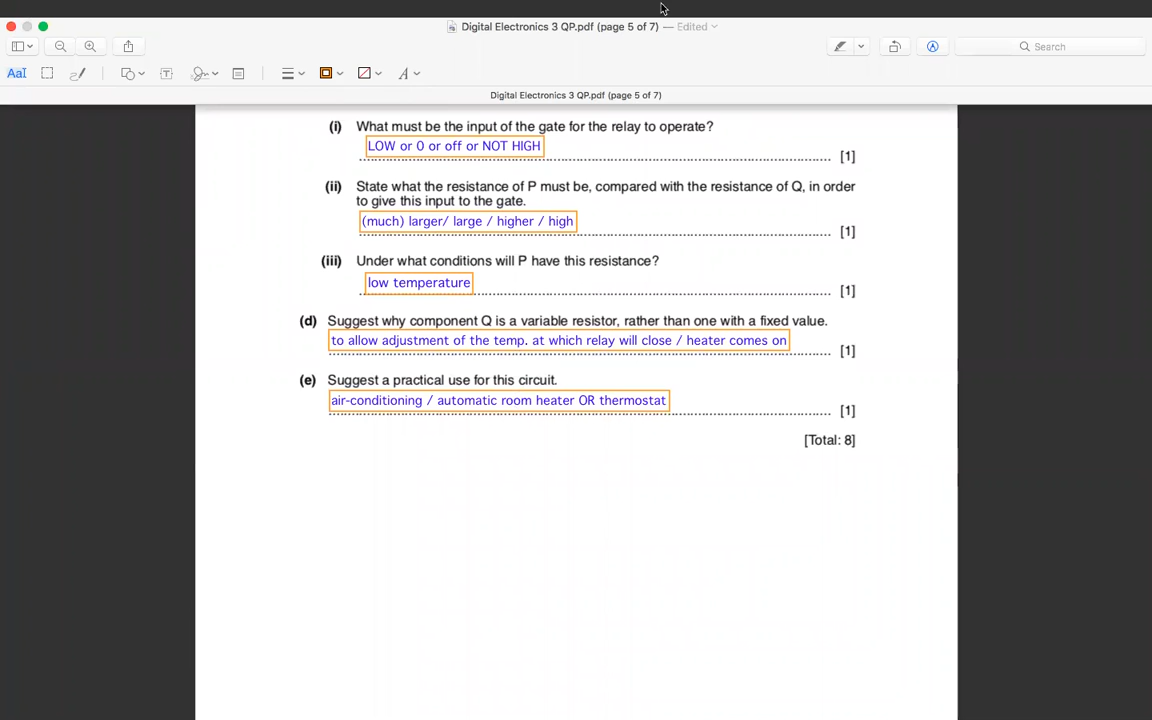 Digital Electronics 3 QP.pdf (page 5 of 7) — Edited
Search
AaI
T
A
Digital Electronics 3 QP.pdf (page 5 of 7)
(i) What must be the input of the gate for the relay to operate?
LOW or 0 or off or NOT HIGH
[1]
(ii) State what the resistance of P must be, compared with the resistance of Q, in order
to give this input to the gate.
(much) larger/ large / higher / high
[1]
(iii) Under what conditions will P have this resistance?
low temperature
[1]
(d) Suggest why component Q is a variable resistor, rather than one with a fixed value.
to allow adjustment of the temp. at which relay will close / heater comes on
[1]
(e) Suggest a practical use for this circuit.
air-conditioning / automatic room heater OR thermostat
[1]
[Total: 8]